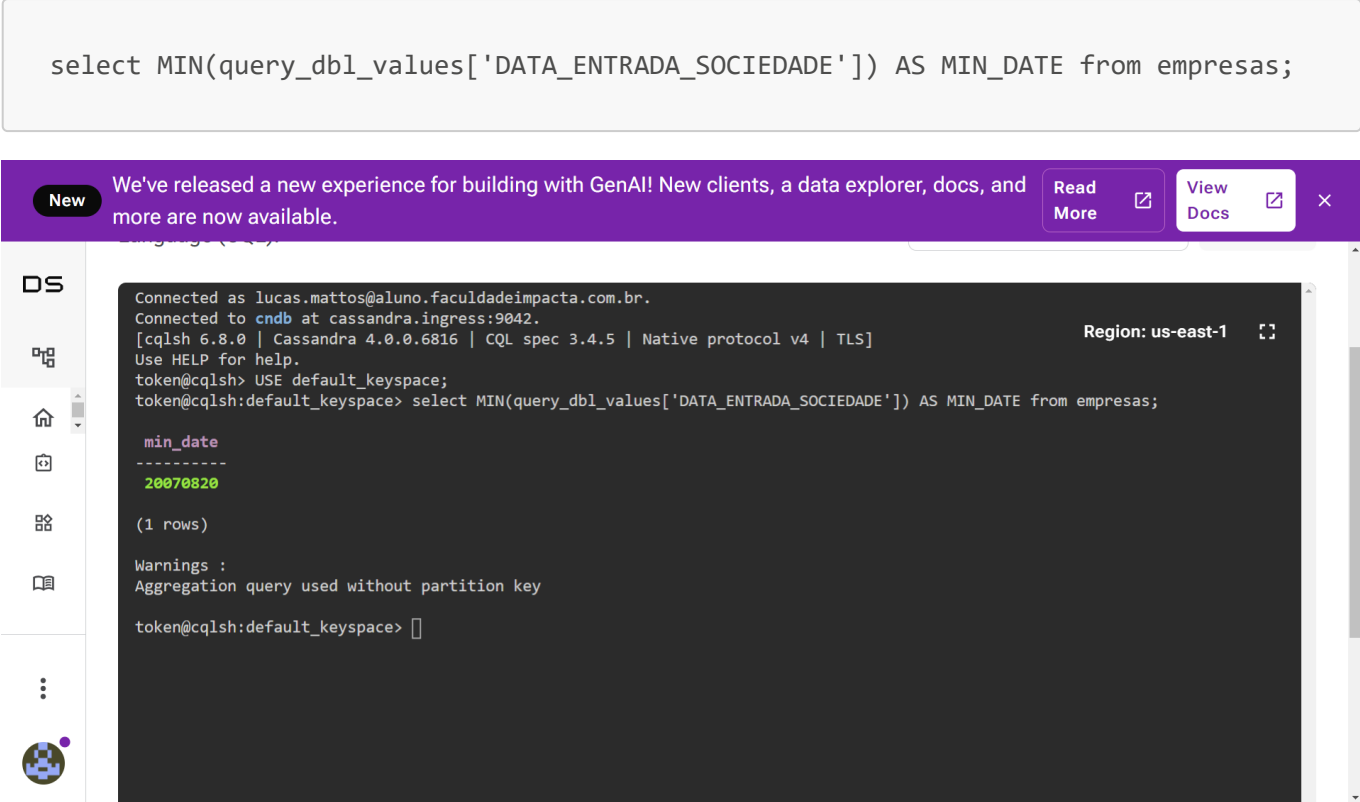 select MIN(query_dbl_values['DATA_ENTRADA_SOCIEDADE']) AS MIN_DATE from empresas;
New
We've released a new experience for building with GenAI! New clients, a data explorer, docs, and
more are now available.
Read
More
View
Docs
DS
Connected as lucas.mattos@aluno.faculdadeimpacta.com.br.
Connected to cndb at cassandra.ingress:9042.
[cqlsh 6.8.0 | Cassandra 4.0.0.6816 | CQL spec 3.4.5 | Native protocol v4 | TLS]
Region: us-east-1
Use HELP for help.
token@cqlsh> USE default_keyspace;
token@cqlsh:default_keyspace> select MIN(query_dbl_values['DATA_ENTRADA_SOCIEDADE']) AS MIN_DATE from empresas;
min_date
----------
20070820
(1 rows)
Warnings :
Aggregation query used without partition key
token@cqlsh:default_keyspace>